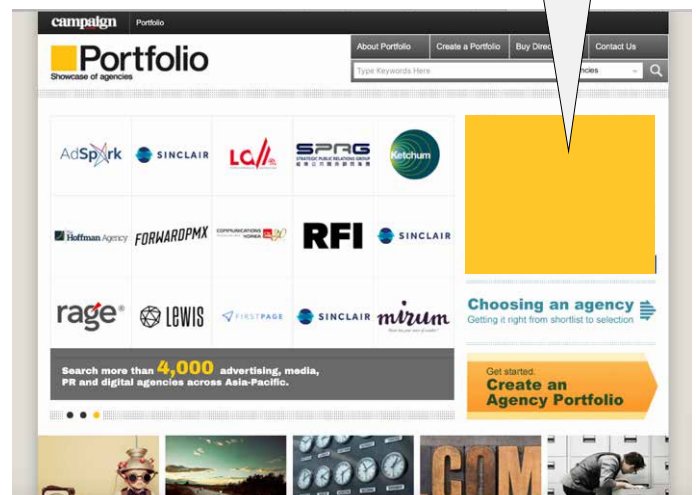 campaign Portfolio
Portfolio
Showcase of agencies
About Portfolio Create a Portfolio Buy Contact Us
Type Keywords Here
AdSpark SINCLAIR SPRG Ketchum
STRATEGIC PUBLIC RELATIONS GROUP
The Hoffman Agency FORWARDPMX COMMUNICATIONS KOREA RFI SINCLAIR
rage LEWIS FIRSTPAGE SINCLAIR mirum
Choosing an agency
Getting it right from shortlist to selection
Search more than 4,000 advertising, media,
PR and digital agencies across Asia-Pacific.
Get started.
Create an
Agency Portfolio
COM